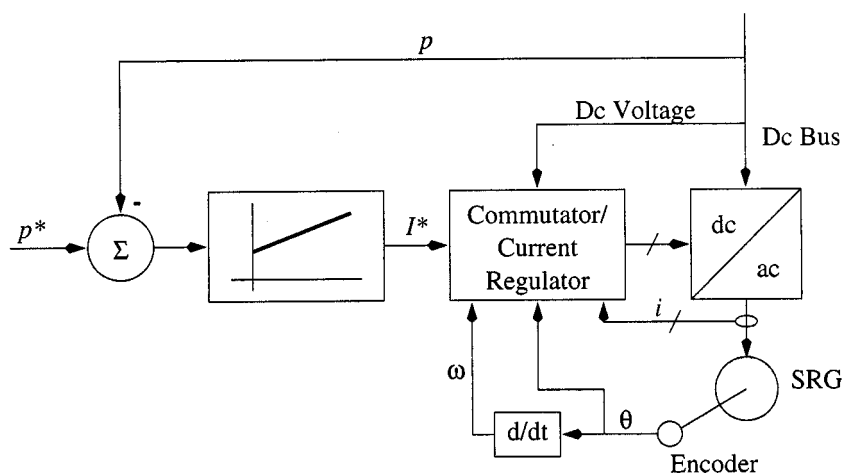 p
Dc Voltage
Dc Bus
-
p*
Σ
I*
Commutator/
Current
Regulator
dc
ac
i
ω
SRG
d/dt
θ
Encoder